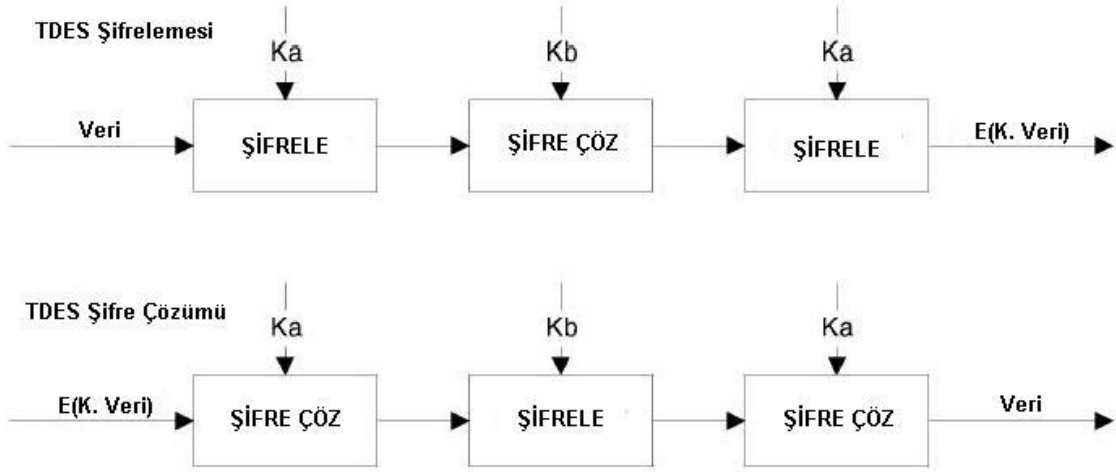 TDES Şifrelemesi
Ka
Kb
Ka
Veri
ŞİFRELE
ŞİFRE ÇÖZ
ŞİFRELE
E(K. Veri)
TDES Şifre Çözümü
Ka
Kb
Ka
E(K. Veri)
ŞİFRE ÇÖZ
ŞİFRELE
ŞİFRE ÇÖZ
Veri